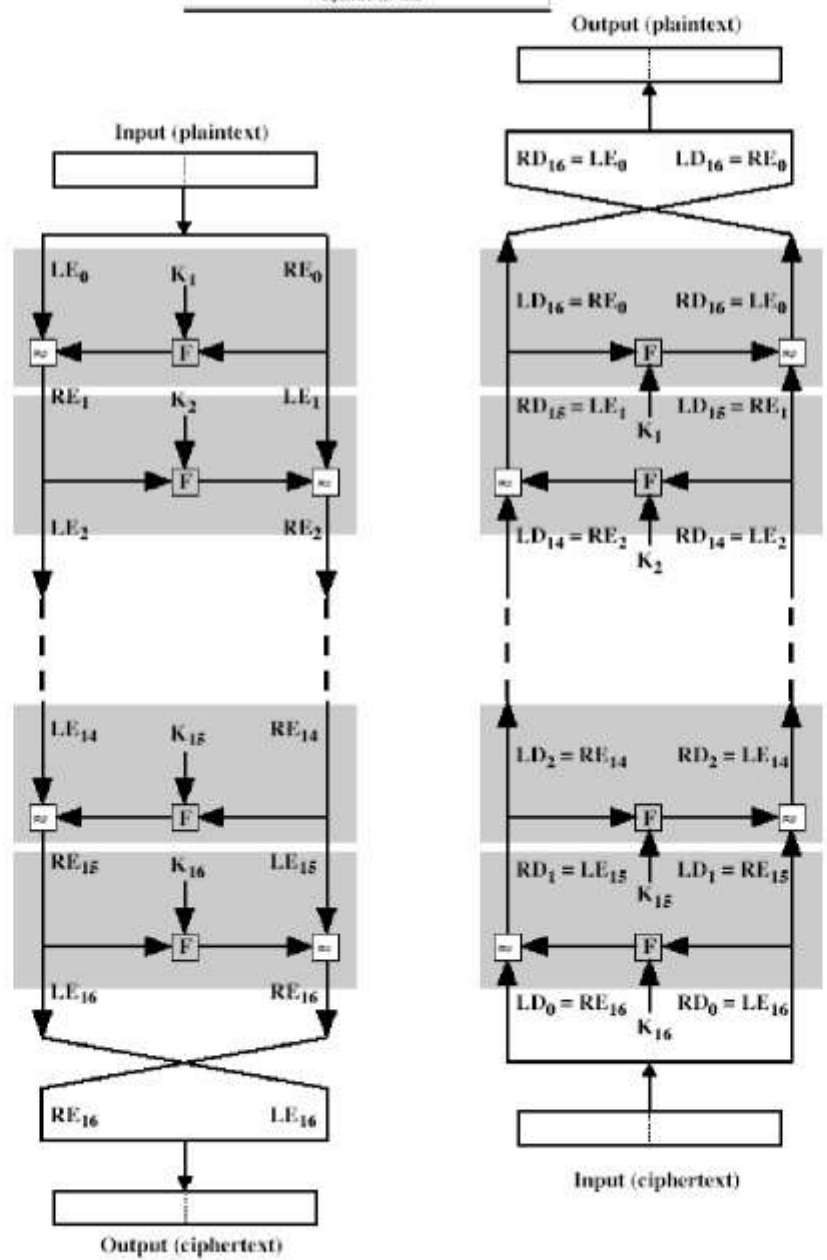 Output (plaintext)
Input (plaintext)
RD16 = LE0 LD16 = RE0
LE0 K1 RE0
LD16 = RE0 RD16 = LE0
F
F
RE1 K2 LE1
RD15 = LE1 LD15 = RE1
K1
F
F
LE2 RE2
LD14 = RE2 RD14 = LE2
K2
LE14 K15 RE14
LD2 = RE14 RD2 = LE14
F
F
RE15 K16 LE15
RD1 = LE15 LD1 = RE15
K15
F
F
LE16 RE16
LD0 = RE16 RD0 = LE16
K16
RE16 LE16
Input (ciphertext)
Output (ciphertext)